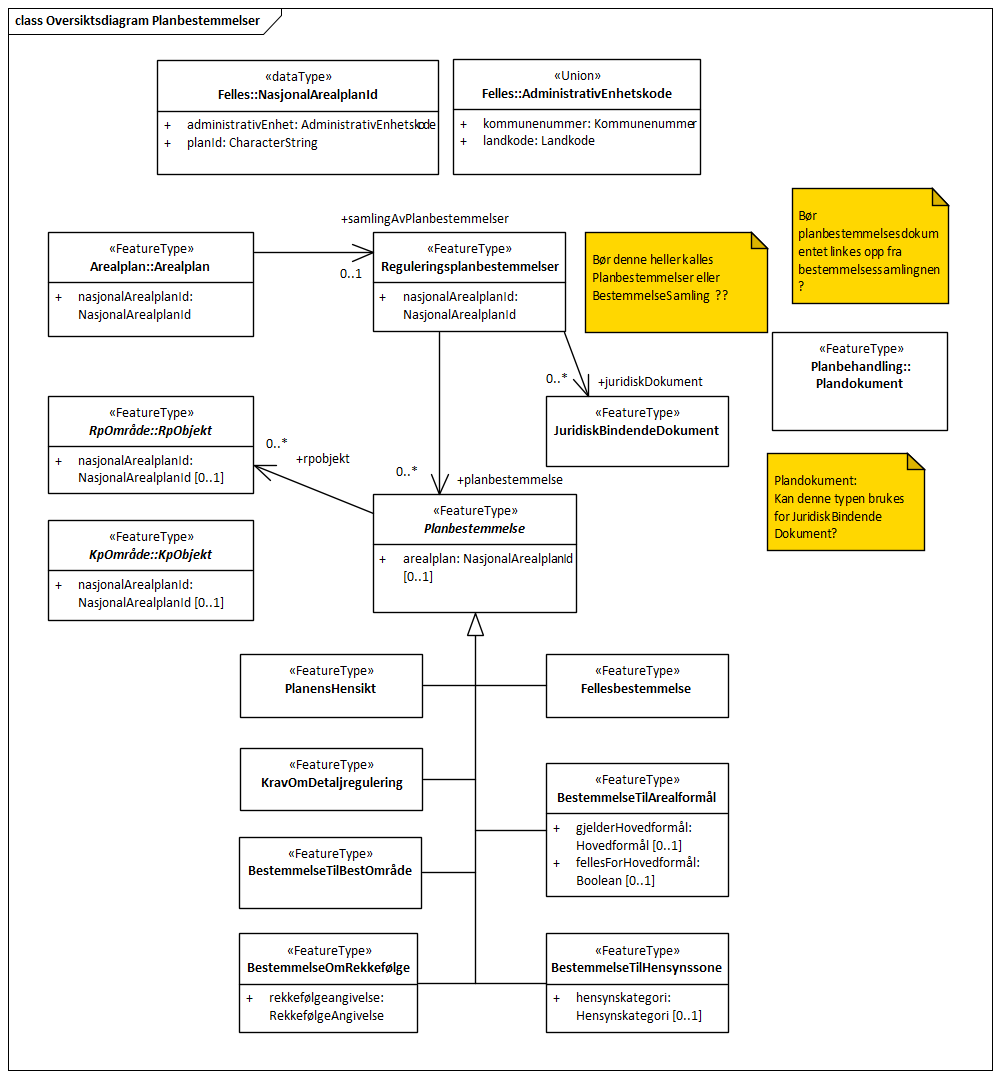 class Oversiktsdiagram Planbestemmelser
«dataType»
Felles::NasjonalArealplanId
+ administrativEnhet: AdministrativEnhetskode
+ planId: CharacterString
«Union»
Felles::AdministrativEnhetskode
+ kommunenummer: Kommunenummer
+ landkode: Landkode
+samlingAvPlanbestemmelser
0..1
«FeatureType»
Arealplan::Arealplan
+ nasjonalArealplanId:
NasjonalArealplanId
«FeatureType»
Reguleringsplanbestemmelser
+ nasjonalArealplanId:
NasjonalArealplanId
Bør denne heller kalles
Planbestemmelser eller
BestemmelseSamling ??
Bør
planbestemmelsesdokum
entet linkes opp fra
bestemmelsessamlingnen
?
«FeatureType»
Planbehandling::
Plandokument
0..*
+juridiskDokument
«FeatureType»
JuridiskBindendeDokument
«FeatureType»
RpOmråde::RpObjekt
+ nasjonalArealplanId:
NasjonalArealplanId [0..1]
0..*
+rpobjekt
0..*
+planbestemmelse
Plandokument:
Kan denne typen brukes
for JuridiskBindende
Dokument?
«FeatureType»
KpOmråde::KpObjekt
+ nasjonalArealplanId:
NasjonalArealplanId [0..1]
«FeatureType»
Planbestemmelse
+ arealplan: NasjonalArealplanId
[0..1]
«FeatureType»
PlanensHensikt
«FeatureType»
Fellesbestemmelse
«FeatureType»
KravOmDetaljregulering
«FeatureType»
BestemmelseTilArealformål
+ gjelderHovedformål:
Hovedformål [0..1]
+ fellesForHovedformål:
Boolean [0..1]
«FeatureType»
BestemmelseTilBestOmråde
«FeatureType»
BestemmelseOmRekkefølge
+ rekkefølgeangivelse:
RekkefølgeAngivelse
«FeatureType»
BestemmelseTilHensynssone
+ hensynskategori:
Hensynskategori [0..1]